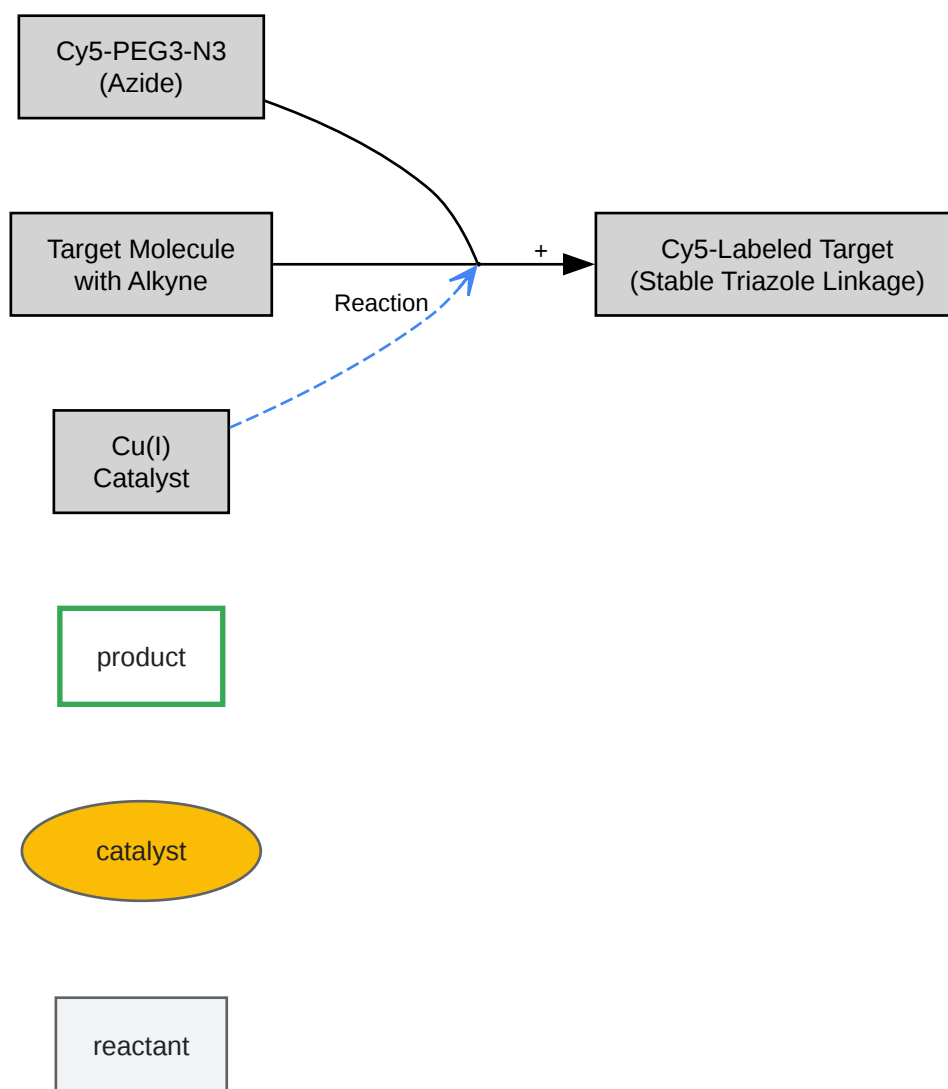 Cy5-PEG3-N3
(Azide)
Target Molecule
with Alkyne
+
Cy5-Labeled Target
(Stable Triazole Linkage)
Reaction
Cu(I)
Catalyst
product
catalyst
reactant